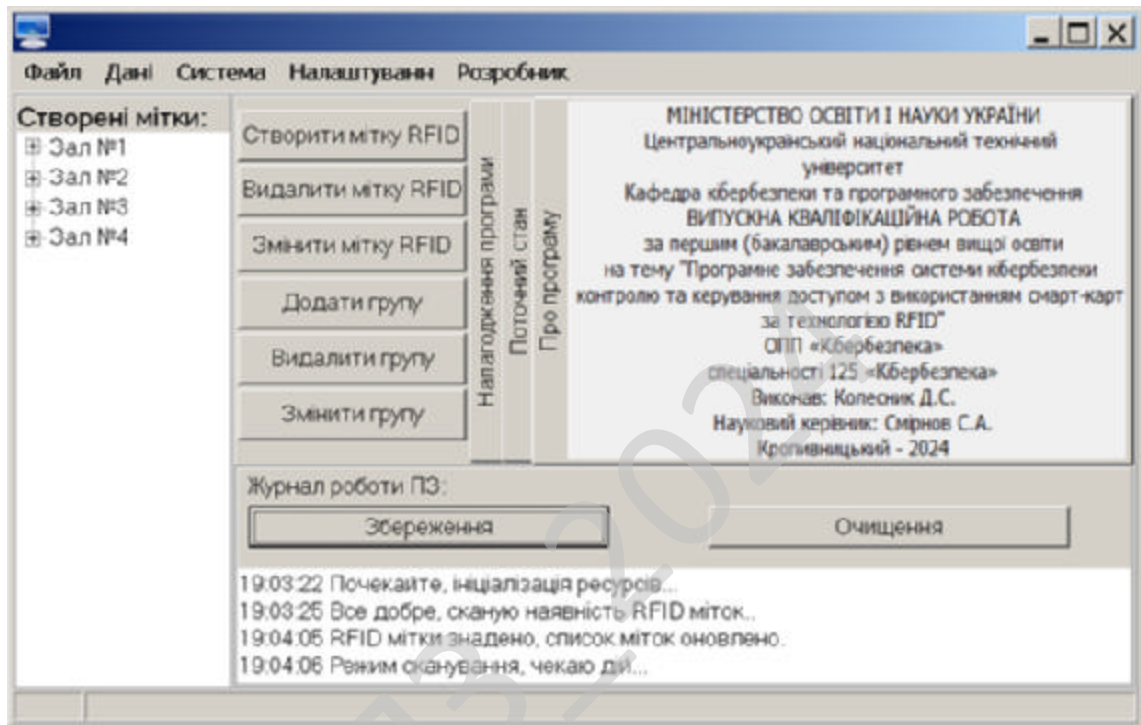 Файл Дані Система Налаштуванн Розробник
Створені мітки:
Зал №1
Зал №2
Зал №3
Зал №4
Створити мітку RFID
Видалити мітку RFID
Змінити мітку RFID
Додати групу
Видалити групу
Змінити групу
Налагодження програми
Поточний стан
Про програму
МІНІСТЕРСТВО ОСВІТИ І НАУКИ УКРАЇНИ
Центральноукраїнський національний технічний
університет
Кафедра кібербезпеки та програмного забезпечення
ВИПУСКНА КВАЛІФІКАЦІЙНА РОБОТА
за першим (бакалаврським) рівнем вищої освіти
на тему "Програмне забезпечення системи кібербезпеки
контролю та керування доступом з використанням смарт-карт
за технологією RFID"
ОПП «Кібербезпека»
спеціальності 125 «Кібербезпека»
Виконав: Колесник Д.С.
Науковий керівник: Смірнов С.А.
Кропивницький - 2024
Журнал роботи ПЗ:
Збереження
Очищення
19:03:22 Почекайте, ініціалізація ресурсів...
19:03:25 Все добре, сканую наявність RFID міток..
19:04:05 RFID мітки знадено, список міток оновлено.
19:04:06 Режим сканування, чекаю дій...